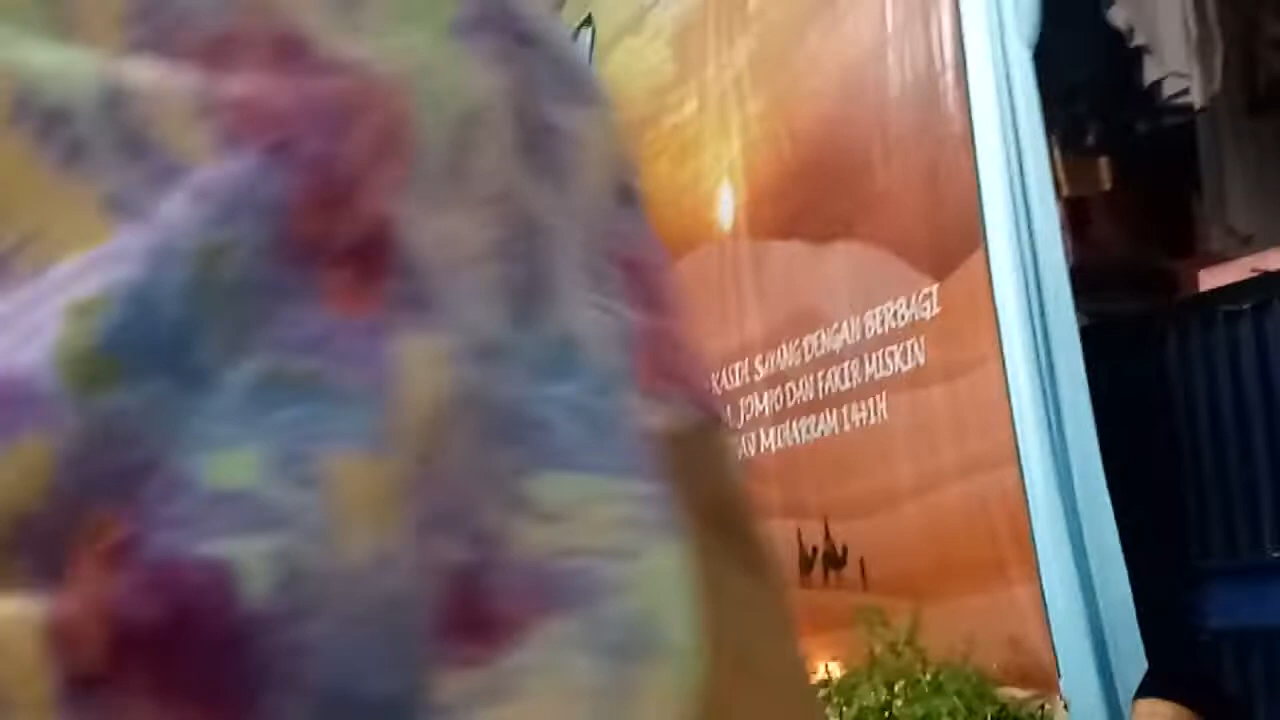 KASIH SAYANG DENGAN BERBAGI
JOMPO DAN FAKIR MISKIN
MUHARRAM 1441H